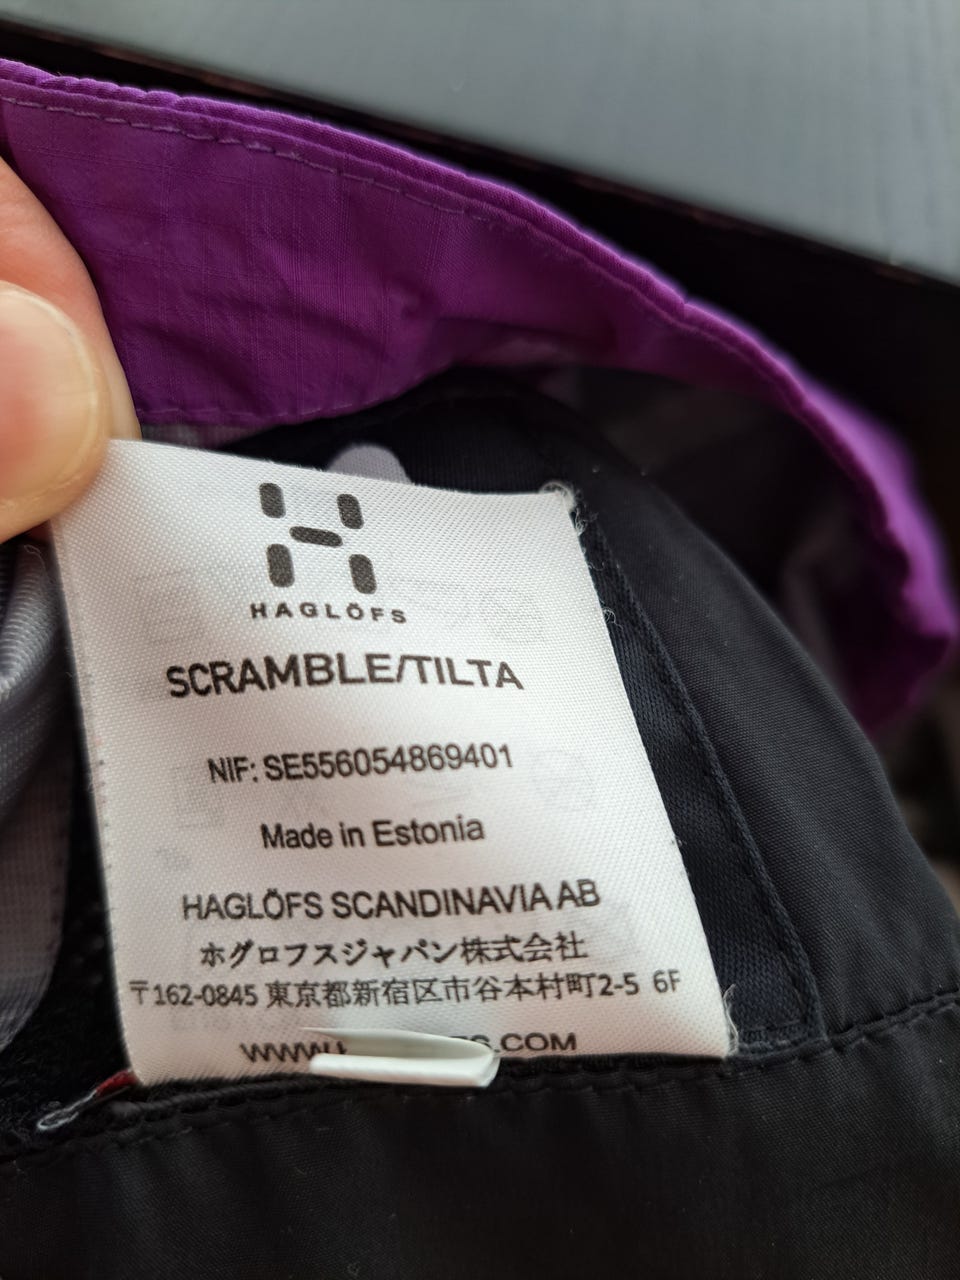 HAGLÖFS
SCRAMBLE/TILTA
NIF: SE556054869401
Made in Estonia
HAGLÖFS SCANDINAVIA AB
ホグロフスジャパン株式会社
〒162-0845 東京都新宿区市谷本村町2-5 6F
.COM